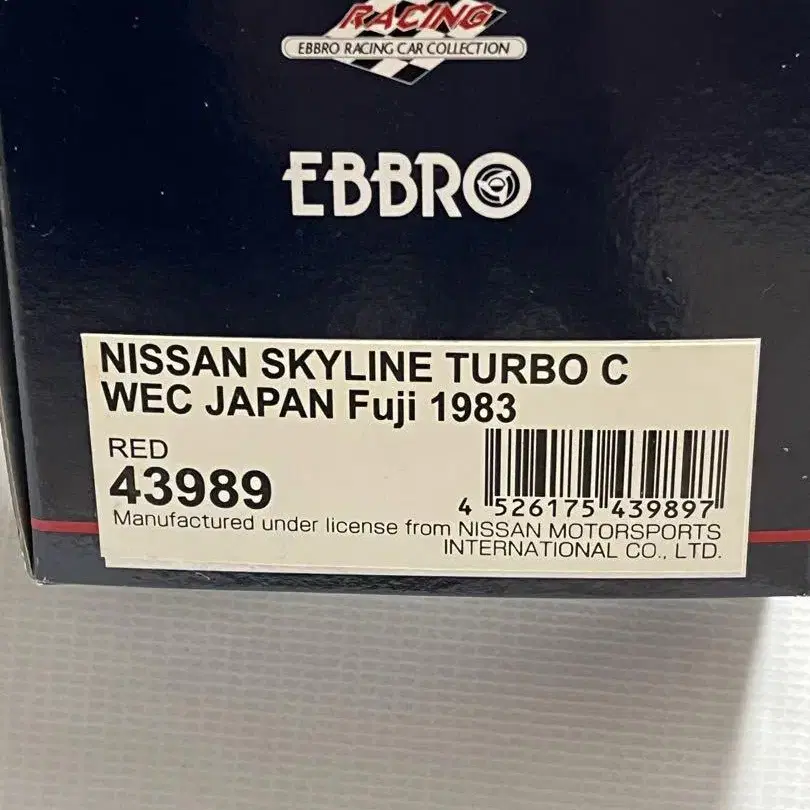 RACING
EBBRO RACING CAR COLLECTION
EBBRO
NISSAN SKYLINE TURBO C
WEC JAPAN Fuji 1983
RED
43989
4 526175 439897
Manufactured under license from NISSAN MOTORSPORTS
INTERNATIONAL CO., LTD.